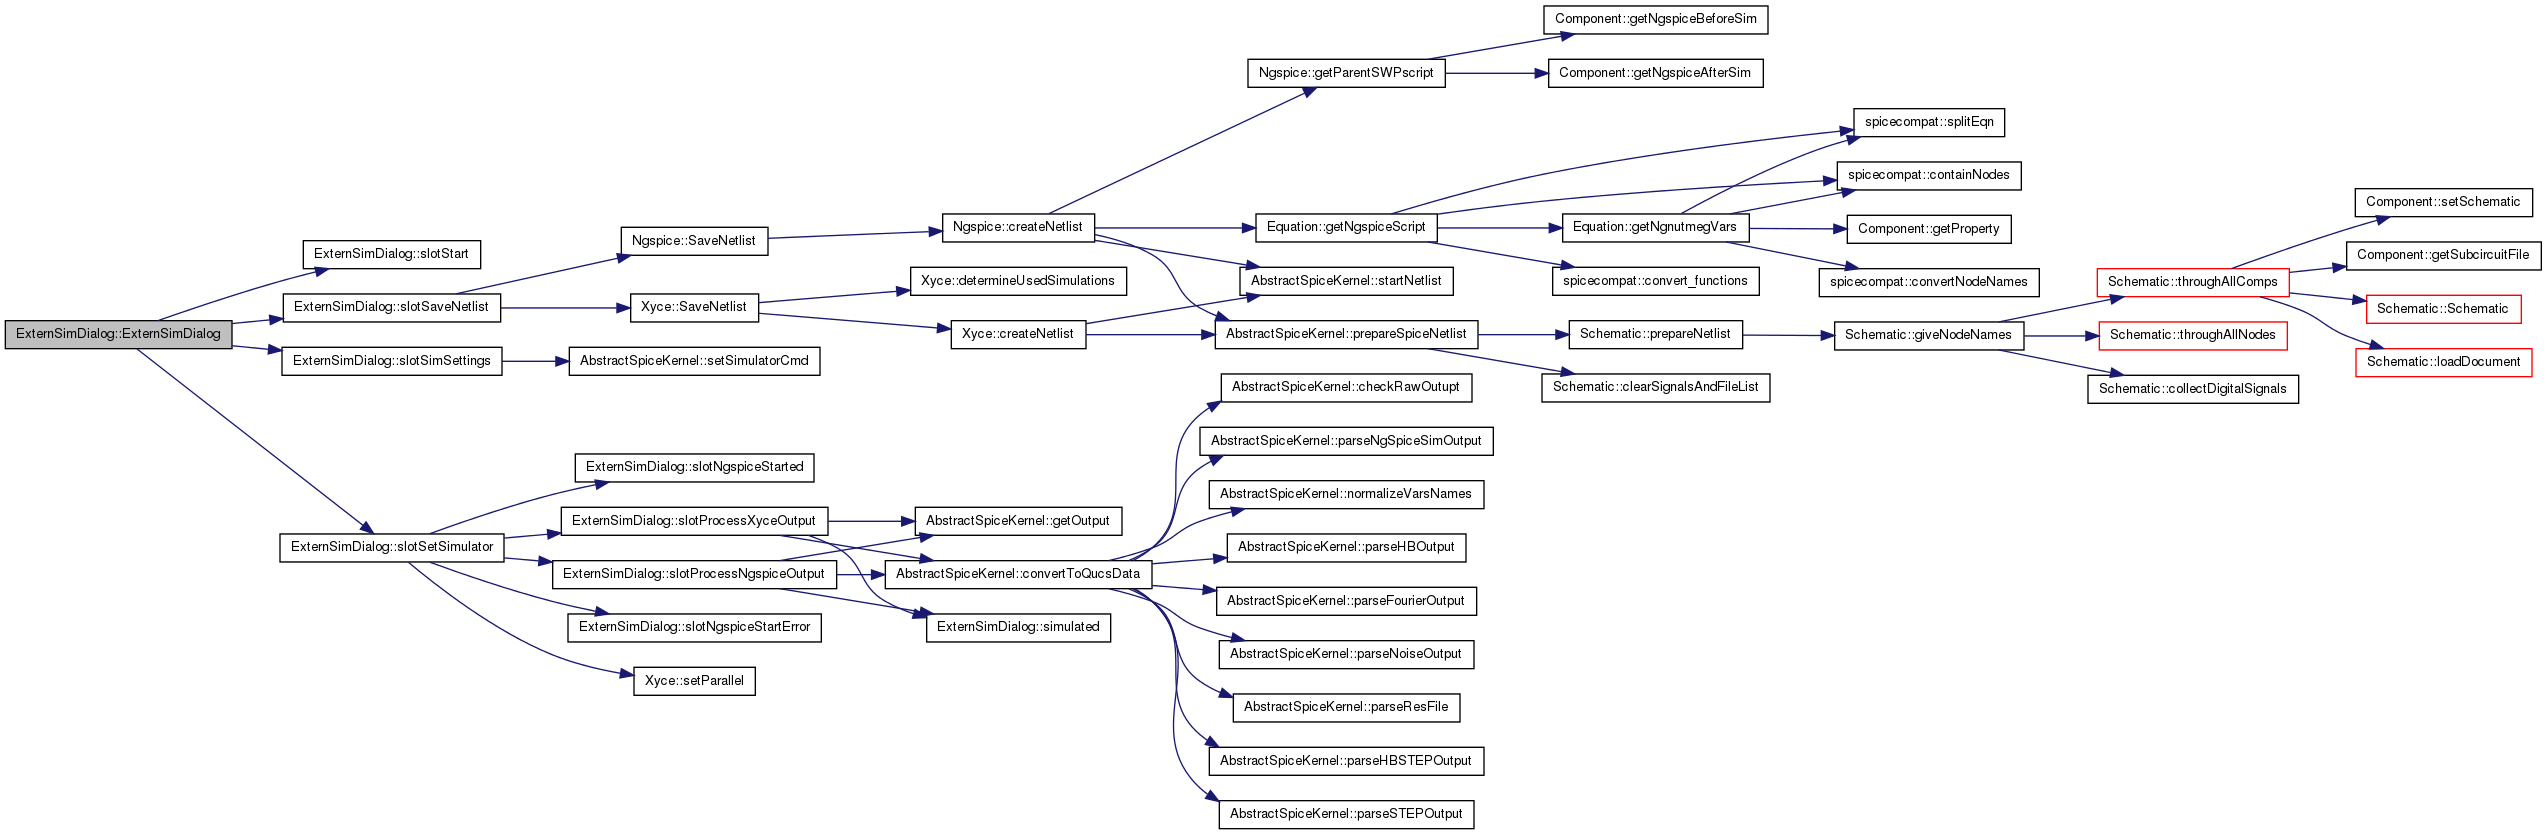 ExternSimDialog::ExternSimDialog
ExternSimDialog::slotStart
ExternSimDialog::slotSaveNetlist
ExternSimDialog::slotSimSettings
ExternSimDialog::slotSetSimulator
Ngspice::SaveNetlist
Xyce::SaveNetlist
AbstractSpiceKernel::setSimulatorCmd
ExternSimDialog::slotNgspiceStarted
ExternSimDialog::slotProcessXyceOutput
ExternSimDialog::slotProcessNgspiceOutput
ExternSimDialog::slotNgspiceStartError
Xyce::setParallel
Ngspice::createNetlist
Xyce::determineUsedSimulations
Xyce::createNetlist
AbstractSpiceKernel::getOutput
AbstractSpiceKernel::convertToQucsData
ExternSimDialog::simulated
Ngspice::getParentSWPscript
Equation::getNgspiceScript
AbstractSpiceKernel::startNetlist
AbstractSpiceKernel::prepareSpiceNetlist
AbstractSpiceKernel::checkRawOutupt
AbstractSpiceKernel::parseNgSpiceSimOutput
AbstractSpiceKernel::normalizeVarsNames
AbstractSpiceKernel::parseHBOutput
AbstractSpiceKernel::parseFourierOutput
AbstractSpiceKernel::parseNoiseOutput
AbstractSpiceKernel::parseResFile
AbstractSpiceKernel::parseHBSTEPOutput
AbstractSpiceKernel::parseSTEPOutput
Component::getNgspiceBeforeSim
Component::getNgspiceAfterSim
Equation::getNgnutmegVars
spicecompat::convert_functions
Schematic::prepareNetlist
Schematic::clearSignalsAndFileList
spicecompat::splitEqn
spicecompat::containNodes
Component::getProperty
spicecompat::convertNodeNames
Schematic::giveNodeNames
Schematic::throughAllComps
Schematic::throughAllNodes
Schematic::collectDigitalSignals
Component::setSchematic
Component::getSubcircuitFile
Schematic::Schematic
Schematic::loadDocument